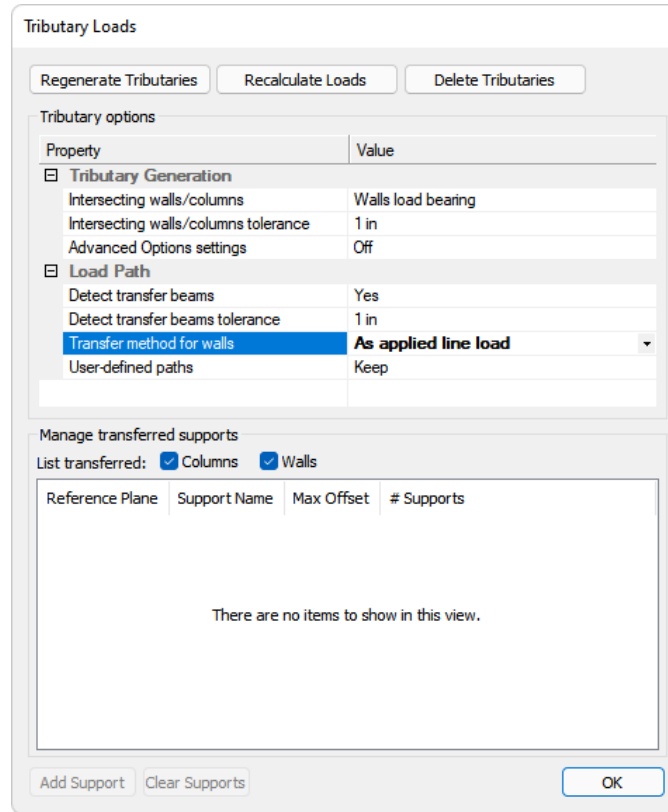 Tributary Loads
Regenerate Tributaries Recalculate Loads Delete Tributaries
Tributary options
Property Value
Tributary Generation
Intersecting walls/columns Walls load bearing
Intersecting walls/columns tolerance 1 in
Advanced Options settings Off
Load Path
Detect transfer beams Yes
Detect transfer beams tolerance 1 in
Transfer method for walls As applied line load
User-defined paths Keep
Manage transferred supports
List transferred: Columns Walls
Reference Plane Support Name Max Offset # Supports
There are no items to show in this view.
Add Support Clear Supports OK